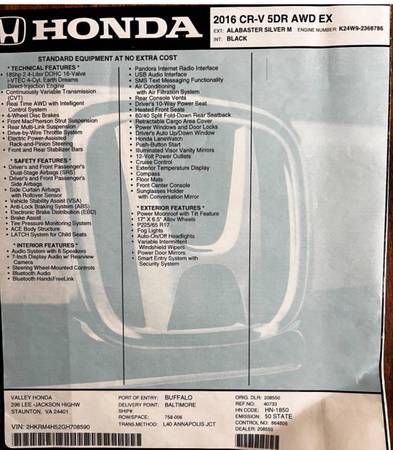 HONDA
2016 CR-V 5DR AWD EX
EXT: ALABASTER SILVER M ENGINE NUMBER: K24W9-2368786
INT: BLACK
STANDARD EQUIPMENT AT NO EXTRA COST
* TECHNICAL FEATURES *
• 185hp 2.4-Liter DOHC 16-Valve
i-VTEC 4-Cyl. Earth Dreams
Direct-Injection Engine
• Continuously Variable Transmission
(CVT)
• Real Time AWD with Intelligent
Control System
• 4-Wheel Disc Brakes
• Front MacPherson Strut Suspension
• Rear Multi-Link Suspension
• Drive-by-Wire Throttle System
• Electric Power-Assisted
Rack-and-Pinion Steering
• Front and Rear Stabilizer Bars
* SAFETY FEATURES *
• Driver's and Front Passenger's
Dual-Stage Airbags (SRS)
• Driver's and Front Passenger's
Side Airbags
• Side Curtain Airbags
with Rollover Sensor
• Vehicle Stability Assist (VSA)
• Anti-Lock Braking System (ABS)
• Electronic Brake Distribution (EBD)
• Brake Assist
• Tire Pressure Monitoring System
• ACE Body Structure
• LATCH System for Child Seats
* INTERIOR FEATURES *
• Audio System with 6 Speakers
• 7-Inch Display Audio w/ Rearview
Camera
• Steering Wheel-Mounted Controls
• Bluetooth Audio
• Bluetooth HandsFreeLink
• Pandora Internet Radio Interface
• USB Audio Interface
• SMS Text Messaging Functionality
• Air Conditioning
with Air Filtration System
• Rear Console Vents
• Driver's 10-Way Power Seat
• Heated Front Seats
• 60/40 Split Fold-Down Rear Seatback
• Retractable Cargo Area Cover
• Power Windows and Door Locks
• Driver's Auto Up/Down Window
• Honda LaneWatch
• Push-Button Start
• Illuminated Visor Vanity Mirrors
• 12-Volt Power Outlets
• Cruise Control
• Exterior Temperature Display
• Compass
• Floor Mats
• Front Center Console
• Sunglasses Holder
with Conversation Mirror
* EXTERIOR FEATURES *
• Power Moonroof with Tilt Feature
• 17" X 6.5" Alloy Wheels
• P225/65 R17
• Fog Lights
• Auto-On/Off Headlights
• Variable Intermittent
Windshield Wipers
• Power Door Mirrors
• Smart Entry System with
Security System
VALLEY HONDA
296 LEE -JACKSON HIGHW
STAUNTON, VA 24401
VIN: 2HKRM4H52GH708590
PORT OF ENTRY: BUFFALO
DELIVERY POINT: BALTIMORE
SHIP#:
ROW/SPACE: 758-006
TRANS.METHOD: L40 ANNAPOLIS JCT
ORIG. DLR: 208550
REF.NO: 40733
HN CODE: HN-1850
EMISSION: 50 STATE
CONTROL NO: 864806
DEALER: 208550